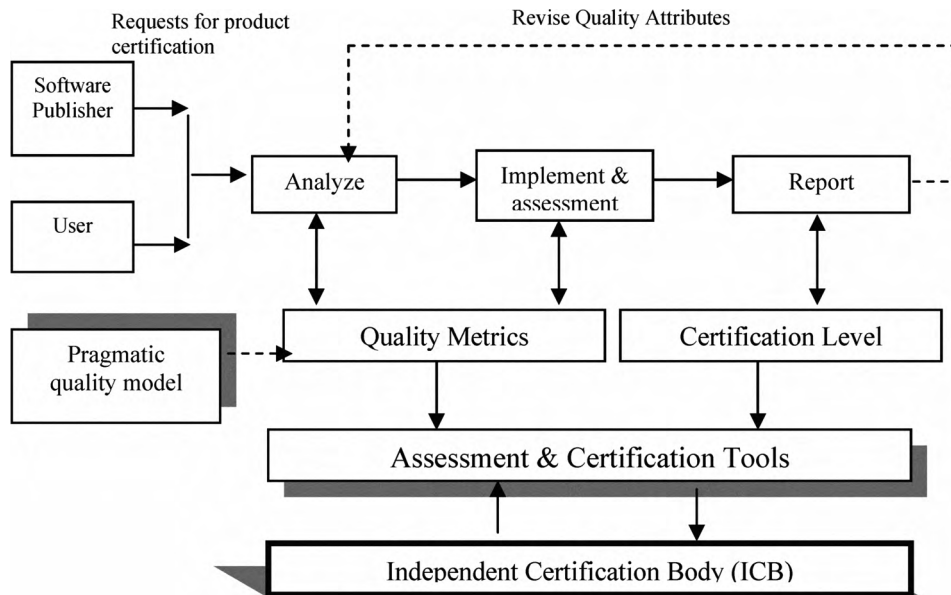 Requests for product
certification
Revise Quality Attributes
Software
Publisher
User
Analyze
Implement &
assessment
Report
Pragmatic
quality model
Quality Metrics
Certification Level
Assessment & Certification Tools
Independent Certification Body (ICB)